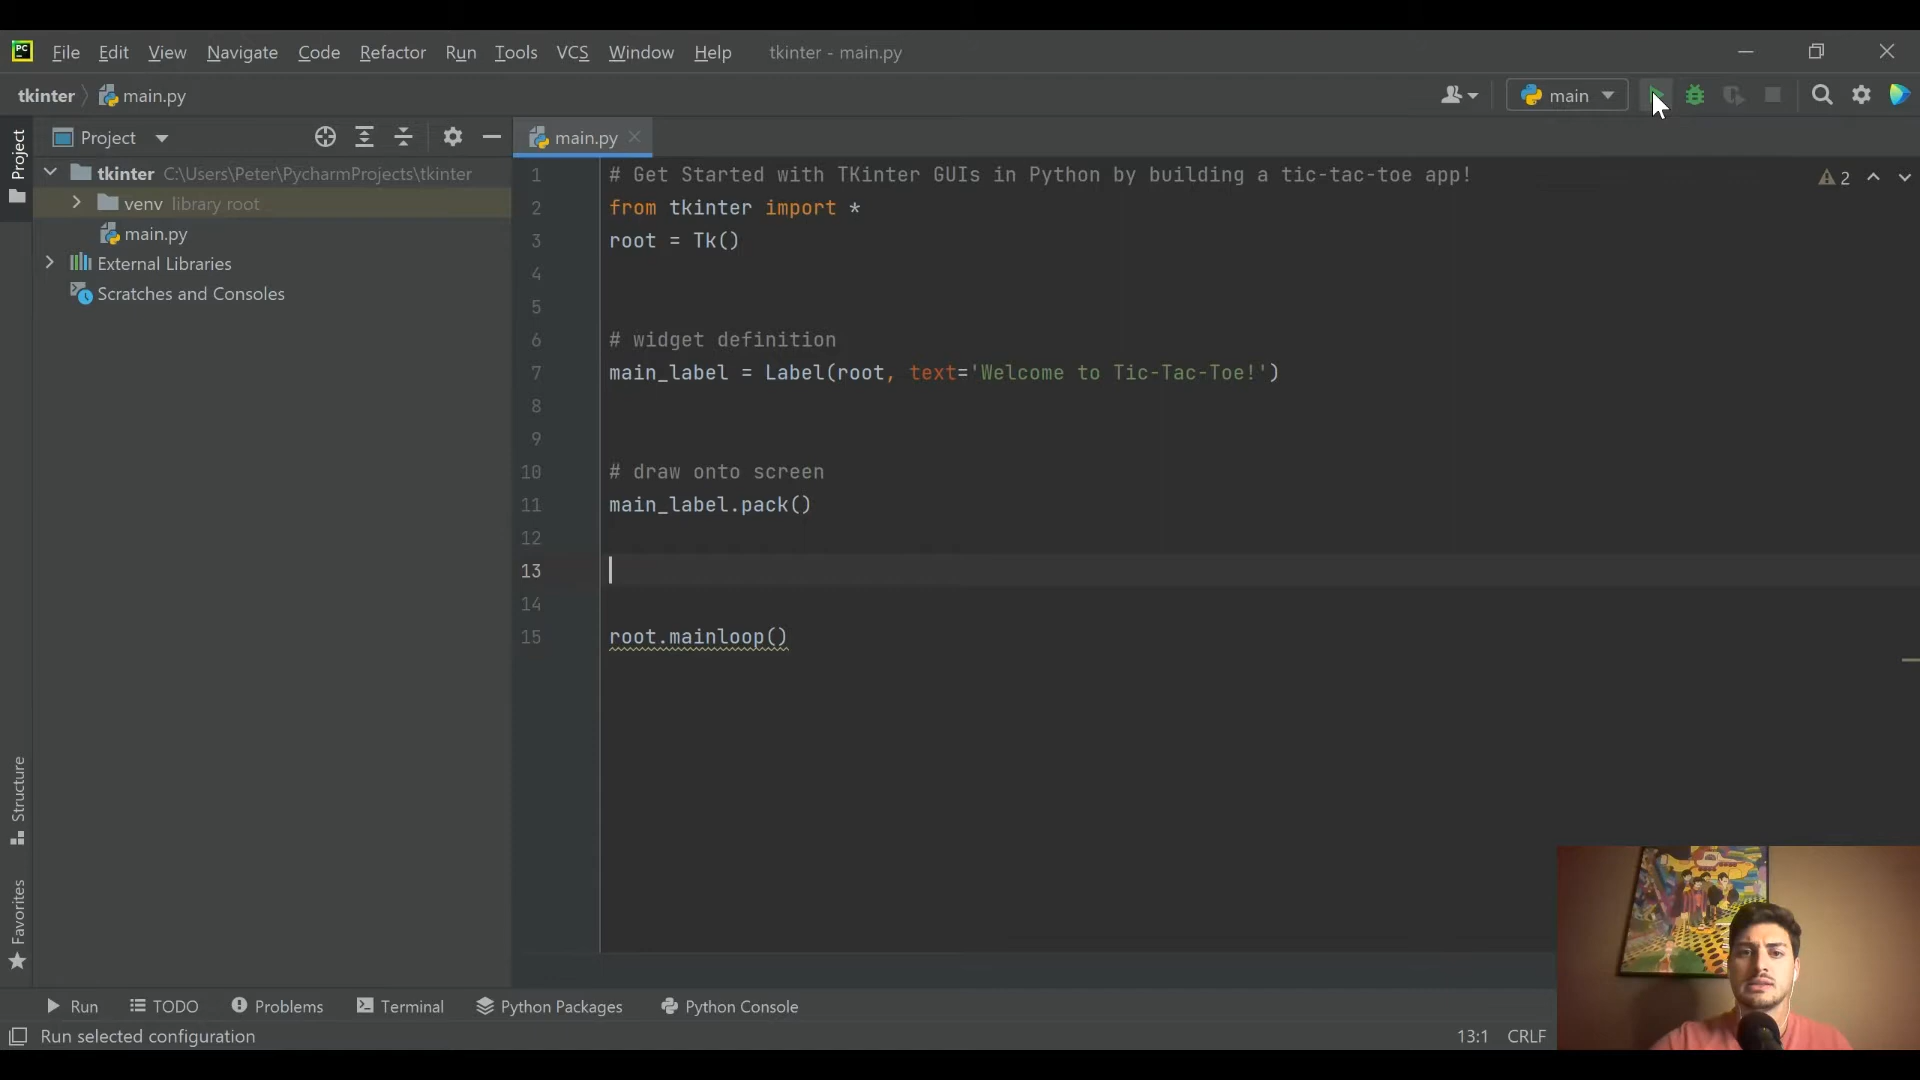 PC File Edit View Navigate Code Refactor Run Tools VCS Window Help tkinter - main.py
tkinter main.py main
Project main.py
Project
tkinter C:\Users\Peter\PycharmProjects\tkinter
venv library root
main.py
External Libraries
Scratches and Consoles
Structure
Favorites
1 # Get Started with TKinter GUIs in Python by building a tic-tac-toe app! 2
2 from tkinter import *
3 root = Tk()
4
5
6 # widget definition
7 main_label = Label(root, text='Welcome to Tic-Tac-Toe!')
8
9
10 # draw onto screen
11 main_label.pack()
12
13
14
15 root.mainloop()
Run TODO Problems Terminal Python Packages Python Console
Run selected configuration 13:1 CRLF